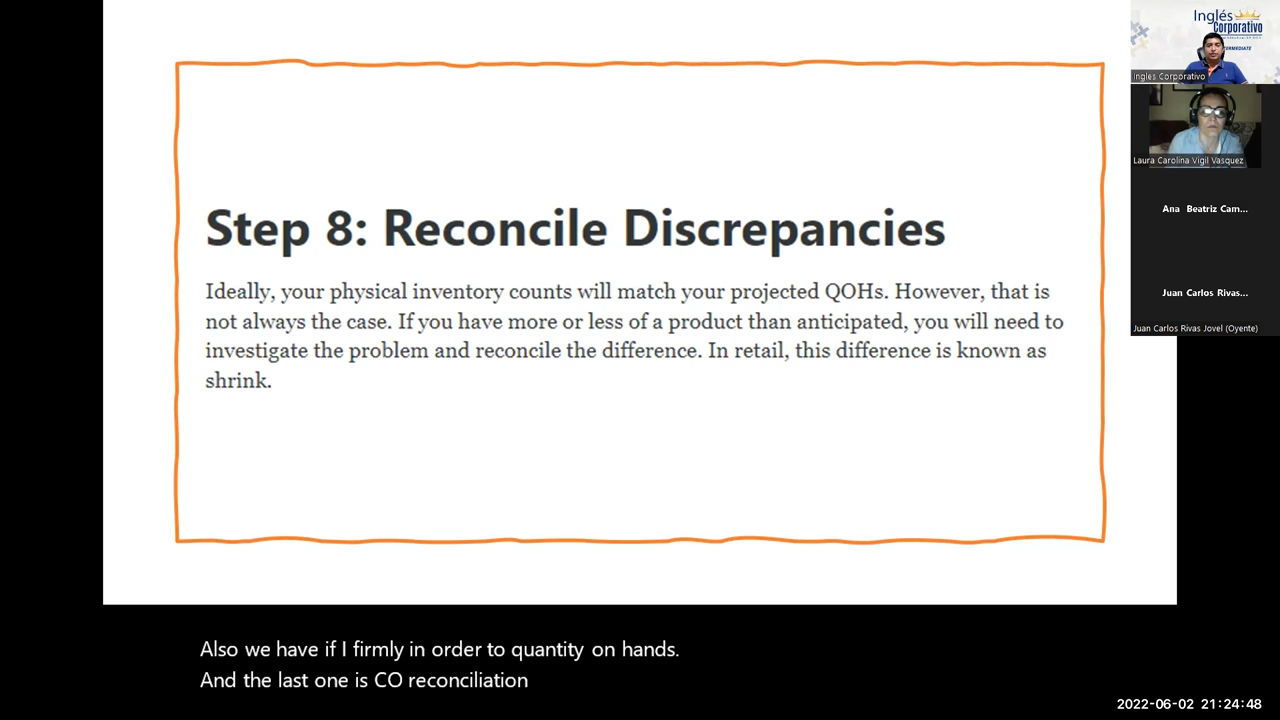 Step 8: Reconcile Discrepancies
Ideally, your physical inventory counts will match your projected QOHs. However, that is
not always the case. If you have more or less of a product than anticipated, you will need to
investigate the problem and reconcile the difference. In retail, this difference is known as
shrink.
Inglés
Corporativo
Ingles Corporativo
Laura Carolina Vigil Vasquez
Ana Beatriz Cam...
Juan Carlos Rivas...
Juan Carlos Rivas Jovel (Oyente)
Also we have if I firmly in order to quantity on hands.
And the last one is CO reconciliation
2022-06-02 21:24:48